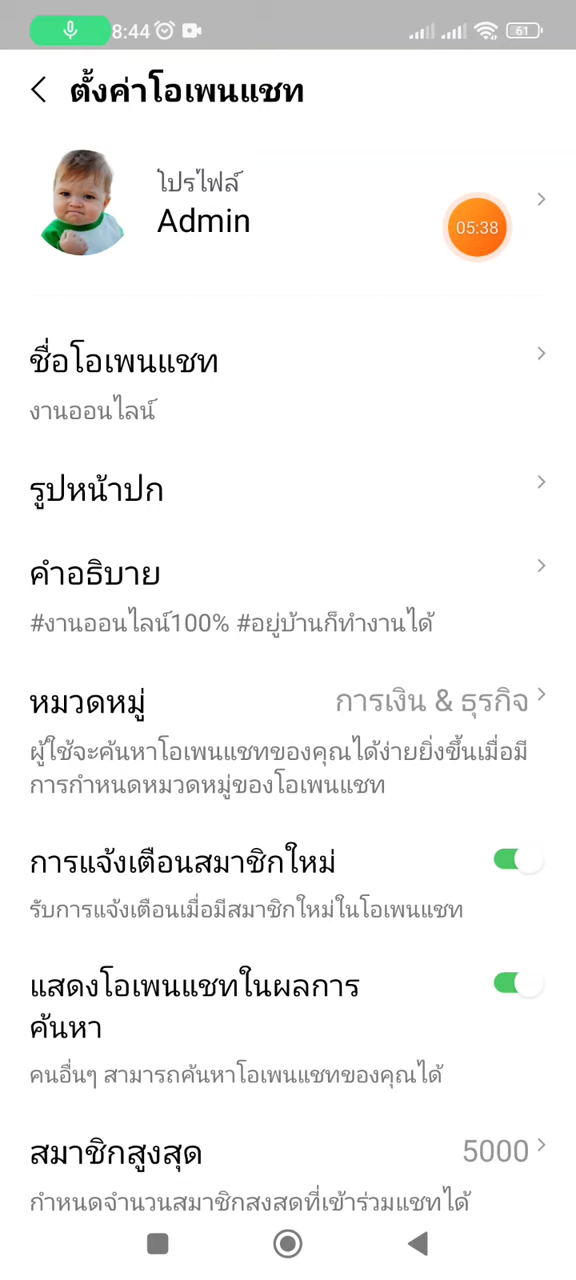 8:44
61
ตั้งค่าโอเพนแชท
โปรไฟล์
Admin
05:38
ชื่อโอเพนแชท
งานออนไลน์
รูปหน้าปก
คำอธิบาย
#งานออนไลน์100% #อยู่บ้านก็ทำงานได้
หมวดหมู่ การเงิน & ธุรกิจ
ผู้ใช้จะค้นหาโอเพนแชทของคุณได้ง่ายยิ่งขึ้นเมื่อมี
การกำหนดหมวดหมู่ของโอเพนแชท
การแจ้งเตือนสมาชิกใหม่
รับการแจ้งเตือนเมื่อมีสมาชิกใหม่ในโอเพนแชท
แสดงโอเพนแชทในผลการ
ค้นหา
คนอื่นๆ สามารถค้นหาโอเพนแชทของคุณได้
สมาชิกสูงสุด 5000
กำหนดจำนวนสมาชิกสูงสุดที่เข้าร่วมแชทได้